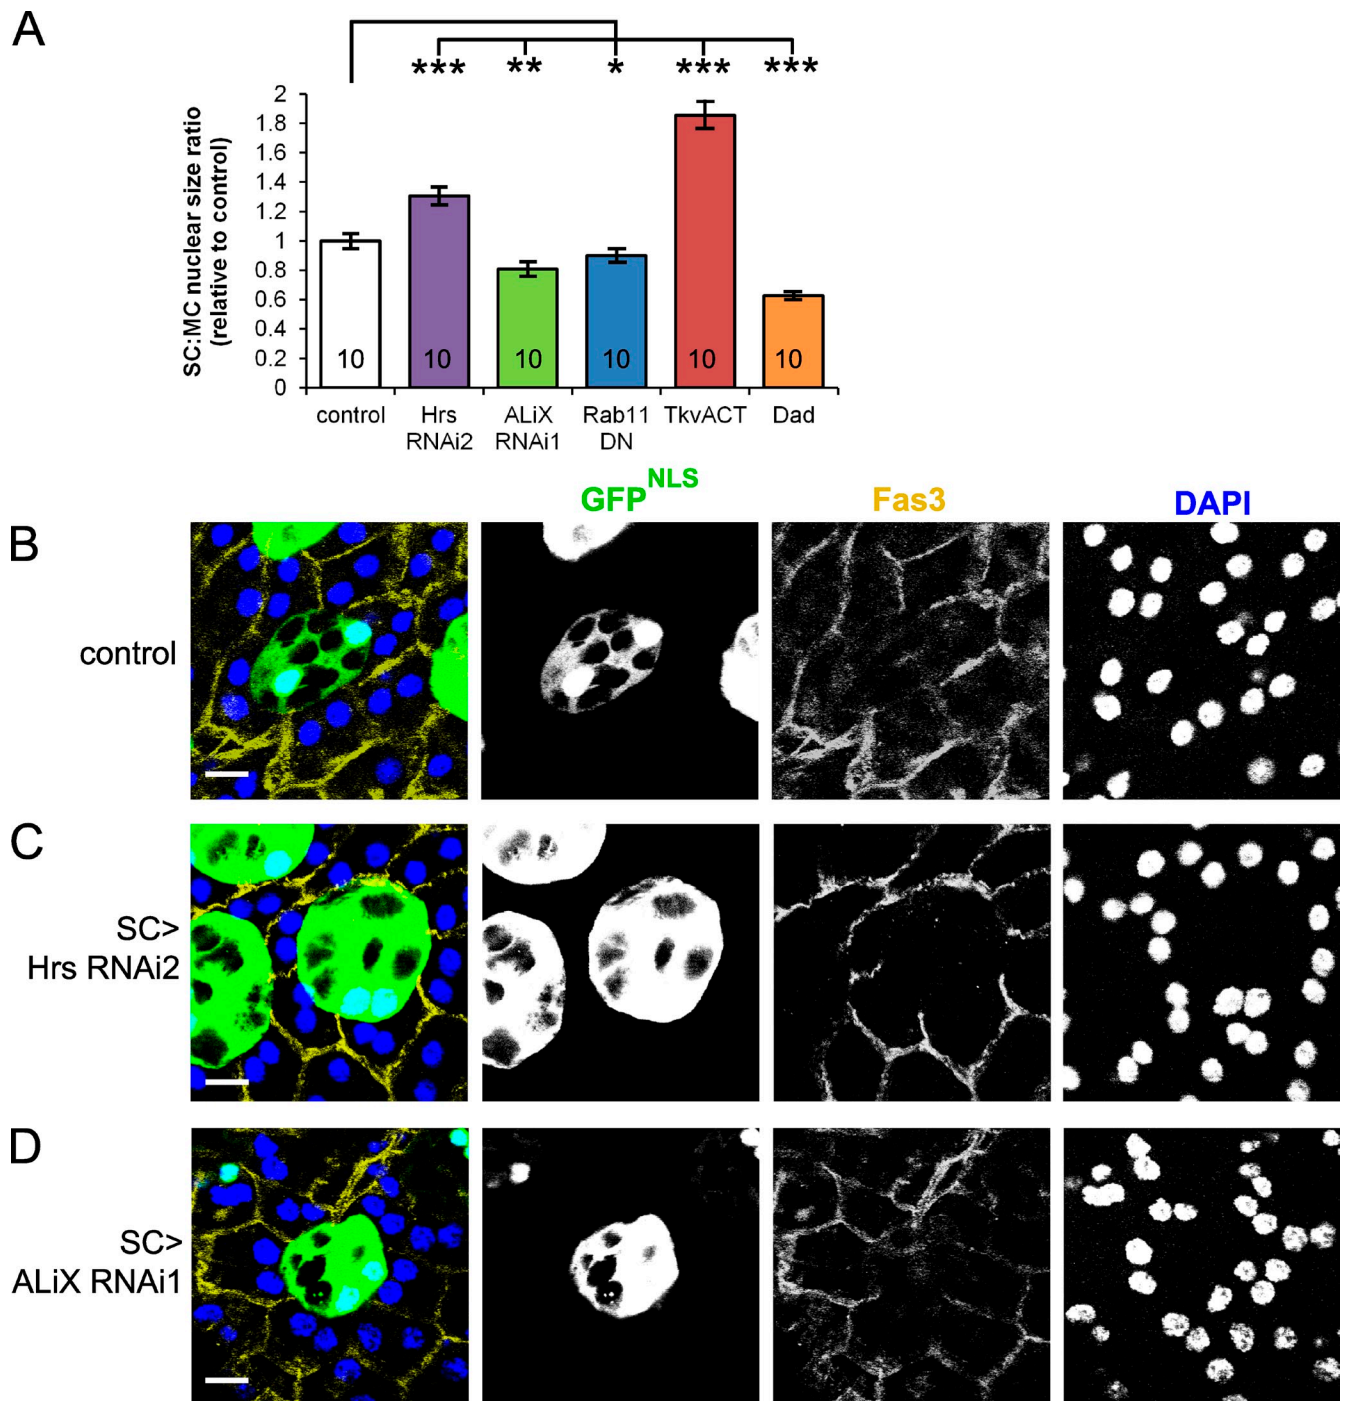 A
*** ** * *** ***
SC:MC nuclear size ratio
(relative to control)
2
1.8
1.6
1.4
1.2
1
0.8
0.6
0.4
0.2
0
10 10 10 10 10 10
control Hrs ALiX Rab11 TkvACT Dad
RNAi2 RNAi1 DN
GFP^NLS Fas3 DAPI
B
control
C
SC>
Hrs RNAi2
D
SC>
ALiX RNAi1